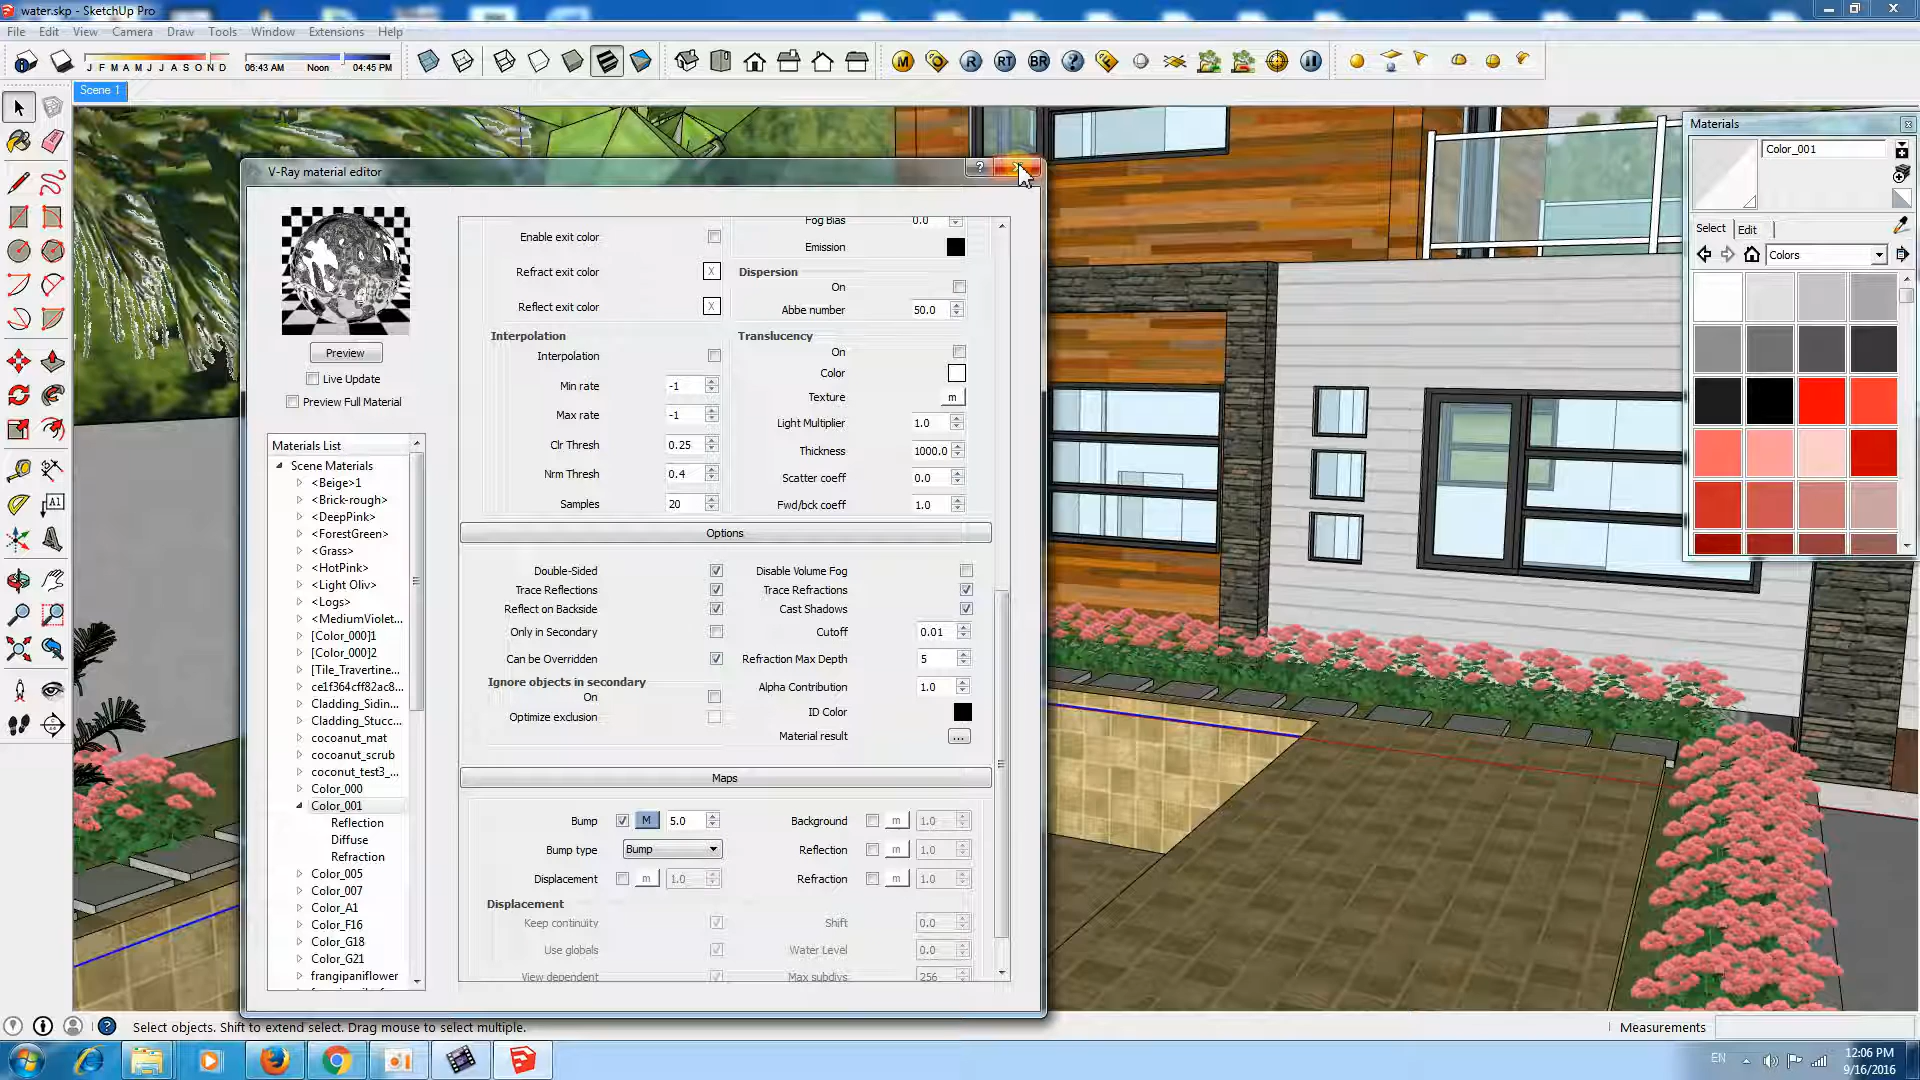 water.skp - SketchUp Pro
File Edit View Camera Draw Tools Window Extensions Help
J F M A M J J A S O N D 06:43 AM Noon 04:45 PM
M R RT BR
Scene 1
V-Ray material editor
Preview
Live Update
Preview Full Material
Materials List
Scene Materials
<Beige>1
<Brick-rough>
<DeepPink>
<ForestGreen>
<Grass>
<HotPink>
<Light Oliv>
<Logs>
<MediumViolet...
[Color_000]1
[Color_000]2
[Tile_Travertine...
ce1f364cff82ac8...
Cladding_Sidin...
Cladding_Stucc...
cocoanut_mat
cocoanut_scrub
coconut_test3_...
Color_000
Color_001
Reflection
Diffuse
Refraction
Color_005
Color_007
Color_A1
Color_F16
Color_G18
Color_G21
frangipaniflower
Fog Bias 0.0
Enable exit color
Emission
Refract exit color X
Dispersion
On
Reflect exit color X
Abbe number 50.0
Interpolation
Translucency
Interpolation
On
Min rate -1
Color
Texture m
Max rate -1
Light Multiplier 1.0
Clr Thresh 0.25
Thickness 1000.0
Nrm Thresh 0.4
Scatter coeff 0.0
Samples 20
Fwd/bck coeff 1.0
Options
Double-Sided
Disable Volume Fog
Trace Reflections
Trace Refractions
Reflect on Backside
Cast Shadows
Only in Secondary
Cutoff 0.01
Can be Overridden
Refraction Max Depth 5
Ignore objects in secondary
On
Alpha Contribution 1.0
Optimize exclusion
ID Color
Material result ...
Maps
Bump M 5.0
Background m 1.0
Bump type Bump
Reflection m 1.0
Displacement m 1.0
Refraction m 1.0
Displacement
Keep continuity
Shift 0.0
Use globals
Water Level 0.0
View dependent
Max subdivs 256
Materials
Color_001
Select Edit
Colors
Select objects. Shift to extend select. Drag mouse to select multiple.
Measurements
EN
12:06 PM
9/16/2016